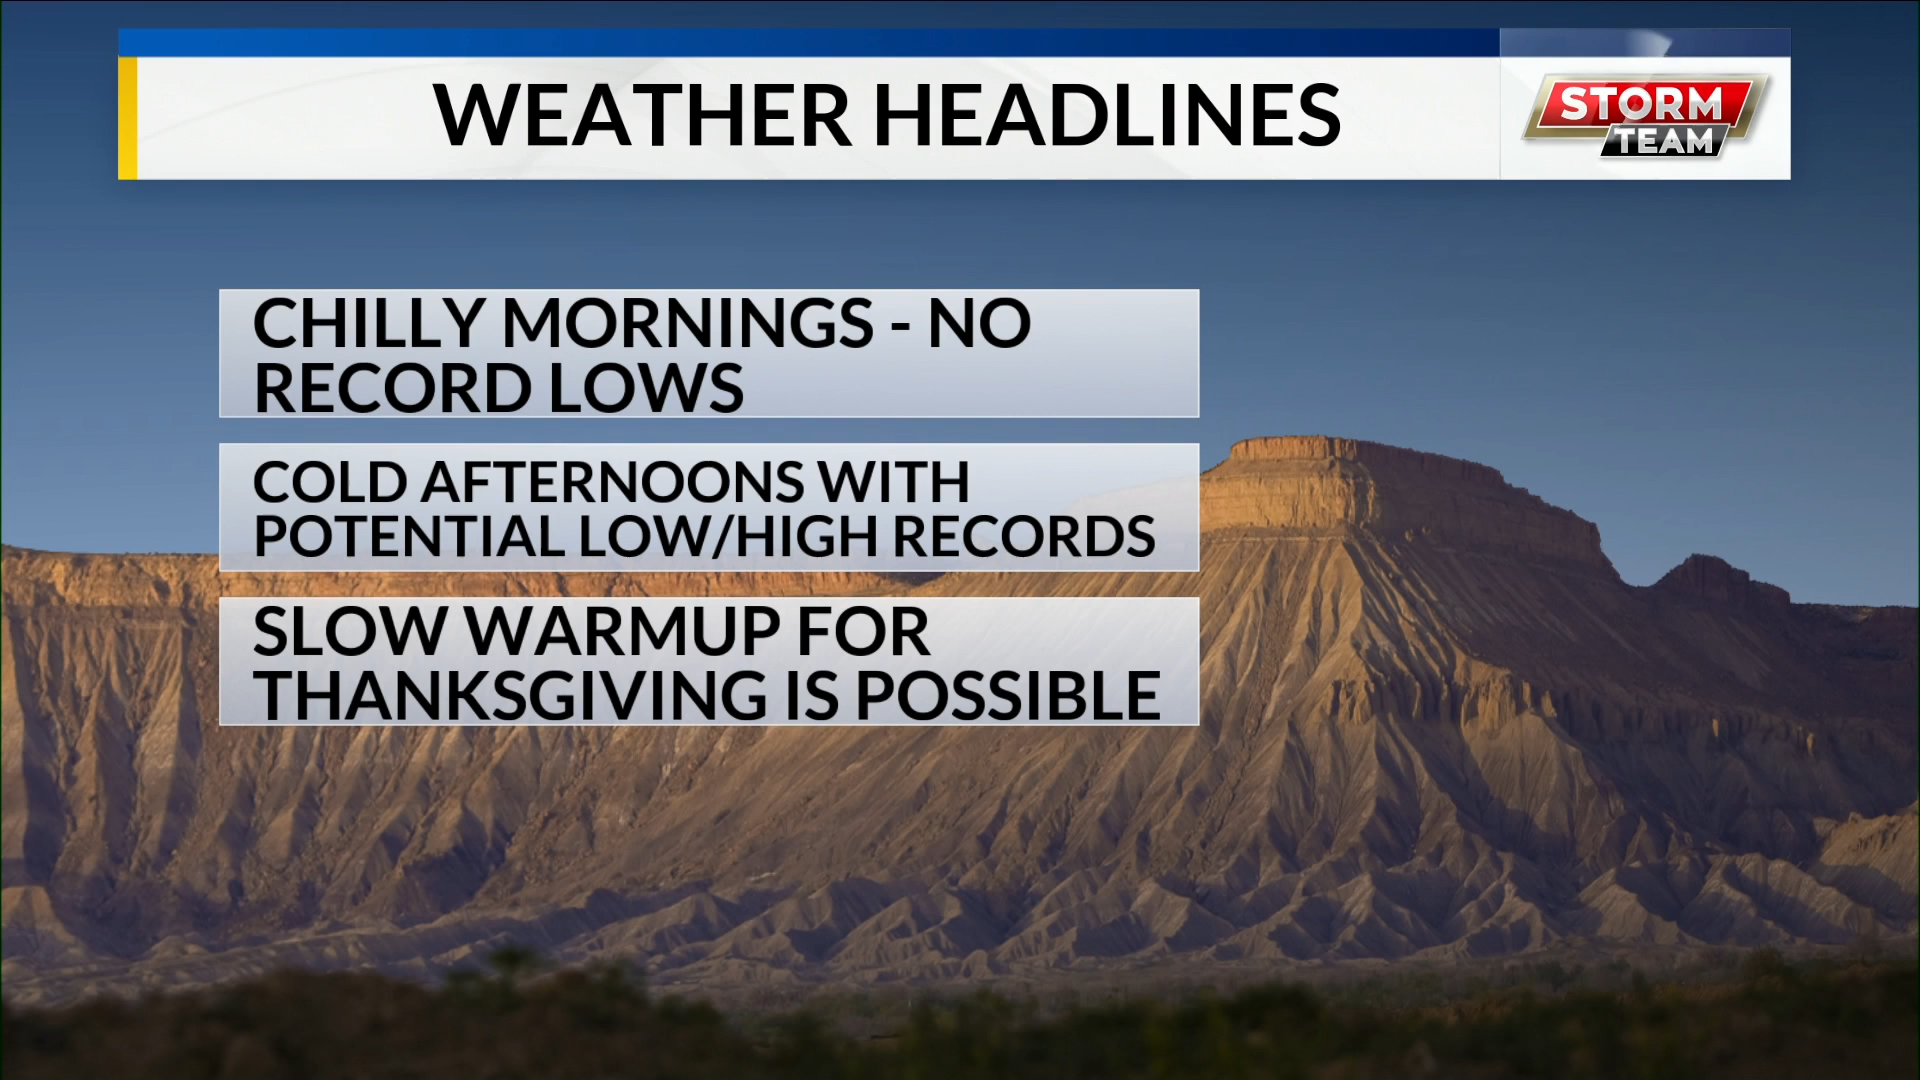 WEATHER HEADLINES
STORM
TEAM
CHILLY MORNINGS - NO
RECORD LOWS
COLD AFTERNOONS WITH
POTENTIAL LOW/HIGH RECORDS
SLOW WARMUP FOR
THANKSGIVING IS POSSIBLE